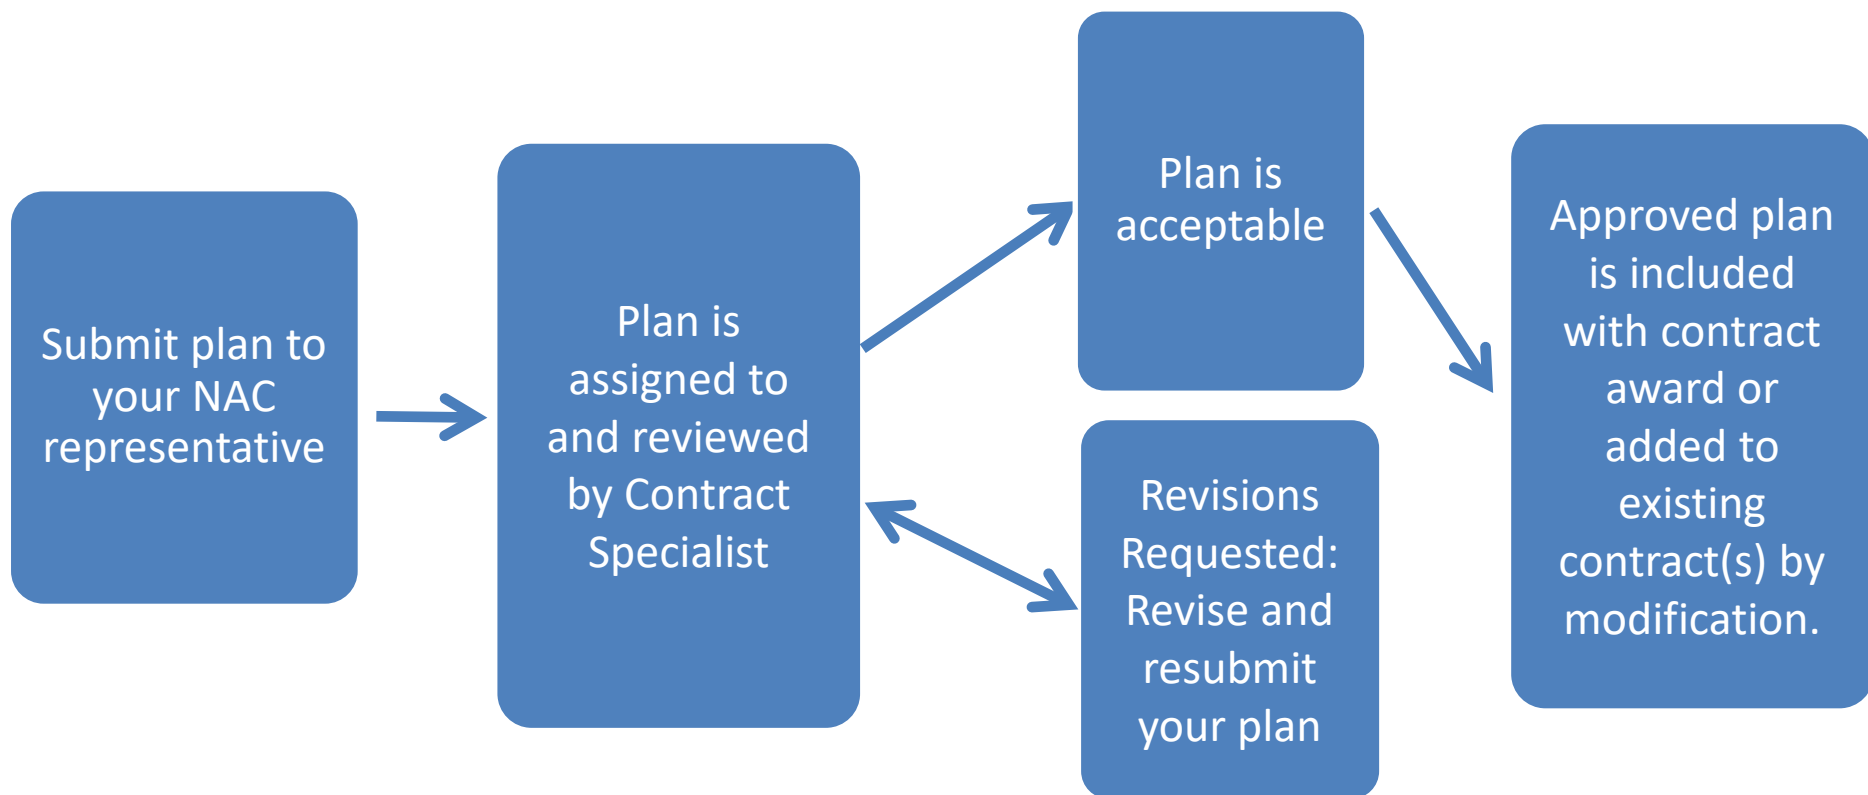 Submit plan to
your NAC
representative
Plan is
assigned to
and reviewed
by Contract
Specialist
Plan is
acceptable
Revisions
Requested:
Revise and
resubmit
your plan
Approved plan
is included
with contract
award or
added to
existing
contract(s) by
modification.